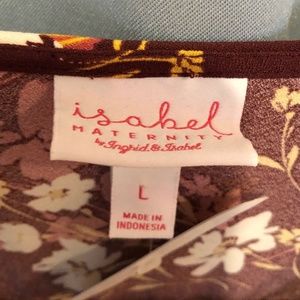 isabel
MATERNITY
by Ingrid & Isabel
L
MADE IN
INDONESIA